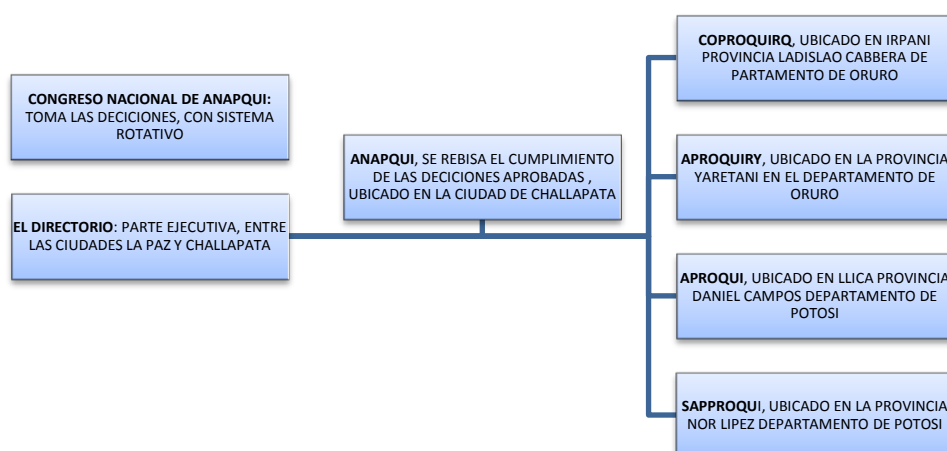 CONGRESO NACIONAL DE ANAPQUI:
TOMA LAS DECICIONES, CON SISTEMA
ROTATIVO
EL DIRECTORIO: PARTE EJECUTIVA, ENTRE
LAS CIUDADES LA PAZ Y CHALLAPATA
ANAPQUI, SE REBISA EL CUMPLIMIENTO
DE LAS DECICIONES APROBADAS ,
UBICADO EN LA CIUDAD DE CHALLAPATA
COPROQUIRQ, UBICADO EN IRPANI
PROVINCIA LADISLAO CABBERA DE
PARTAMENTO DE ORURO
APROQUIRY, UBICADO EN LA PROVINCIA
YARETANI EN EL DEPARTAMENTO DE
ORURO
APROQUI, UBICADO EN LLICA PROVINCIA
DANIEL CAMPOS DEPARTAMENTO DE
POTOSI
SAPPROQUI, UBICADO EN LA PROVINCIA
NOR LIPEZ DEPARTAMENTO DE POTOSI